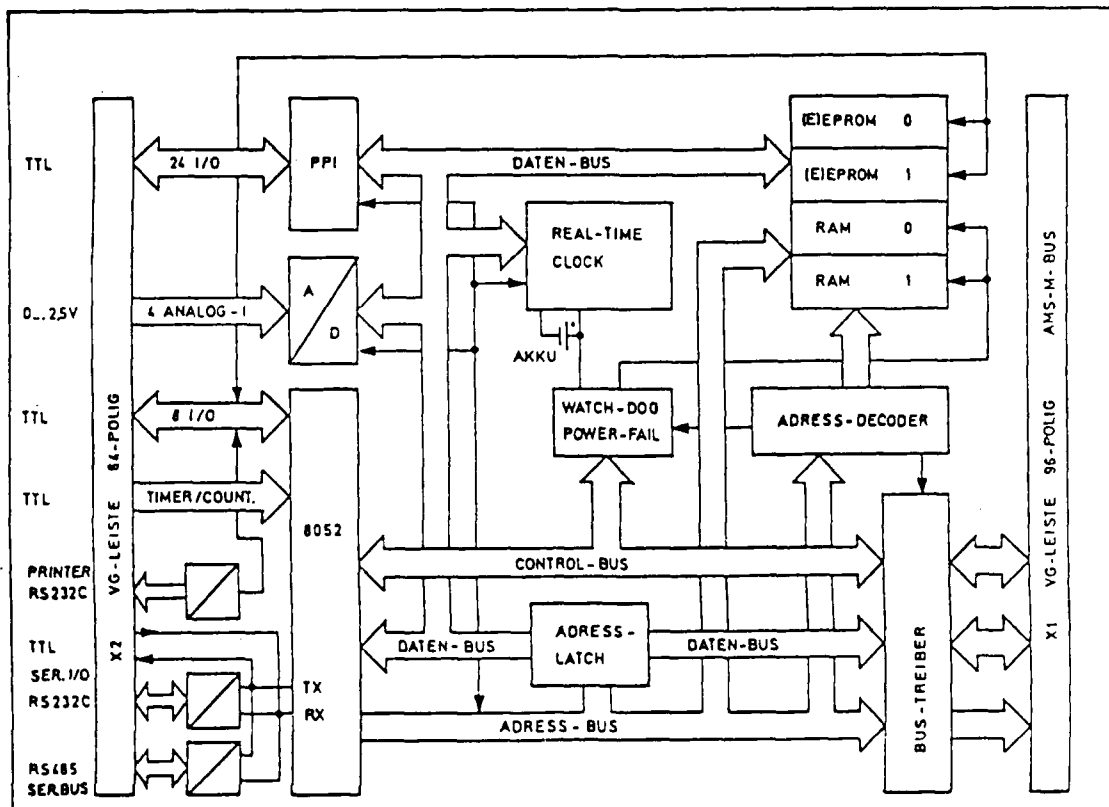 TTL
24 I/O
PPI
DATEN-BUS
(E)EPROM 0
(E)EPROM 1
RAM 0
RAM 1
REAL-TIME
CLOCK
AKKU
0...2,5V
4 ANALOG-I
A
D
TTL
8 I/O
WATCH-DOG
POWER-FAIL
ADRESS-DECODER
TTL
TIMER/COUNT.
8052
CONTROL-BUS
PRINTER
RS232C
TTL
SER. I/O
RS232C
RS485
SER.BUS
TX
RX
DATEN-BUS
ADRESS-
LATCH
DATEN-BUS
ADRESS-BUS
BUS-TREIBER
X2 VG-LEISTE 64-POLIG
X1 VG-LEISTE 96-POLIG AMS-M-BUS